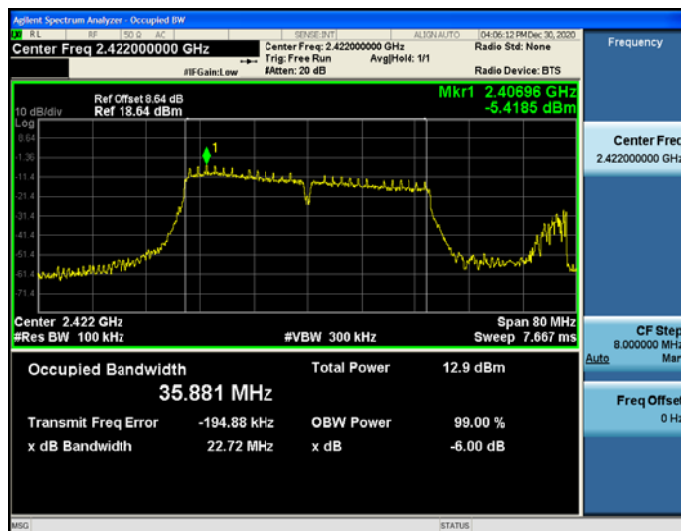 Agilent Spectrum Analyzer - Occupied BW
RL RF 50 Ω AC SENSE:INT ALIGN AUTO 04:06:12 PM Dec 30, 2020
Center Freq 2.422000000 GHz Center Freq: 2.422000000 GHz Radio Std: None
Trig: Free Run Avg|Hold: 1/1
#IFGain:Low #Atten: 20 dB Radio Device: BTS
Frequency
Ref Offset 8.64 dB Mkr1 2.40696 GHz
10 dB/div Ref 18.64 dBm -5.4185 dBm
Log
8.64
-1.36
-11.4
-21.4
-31.4
-41.4
-51.4
-61.4
-71.4
1
Center 2.422 GHz Span 80 MHz
#Res BW 100 kHz #VBW 300 kHz Sweep 7.667 ms
Occupied Bandwidth Total Power 12.9 dBm
35.881 MHz
Transmit Freq Error -194.88 kHz OBW Power 99.00 %
x dB Bandwidth 22.72 MHz x dB -6.00 dB
Center Freq
2.422000000 GHz
CF Step
8.000000 MHz
Auto Man
Freq Offset
0 Hz
MSG STATUS